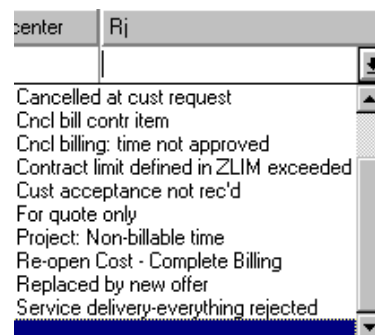 center Rj
Cancelled at cust request
Cncl bill contr item
Cncl billing: time not approved
Contract limit defined in ZLIM exceeded
Cust acceptance not rec'd
For quote only
Project: Non-billable time
Re-open Cost - Complete Billing
Replaced by new offer
Service delivery-everything rejected